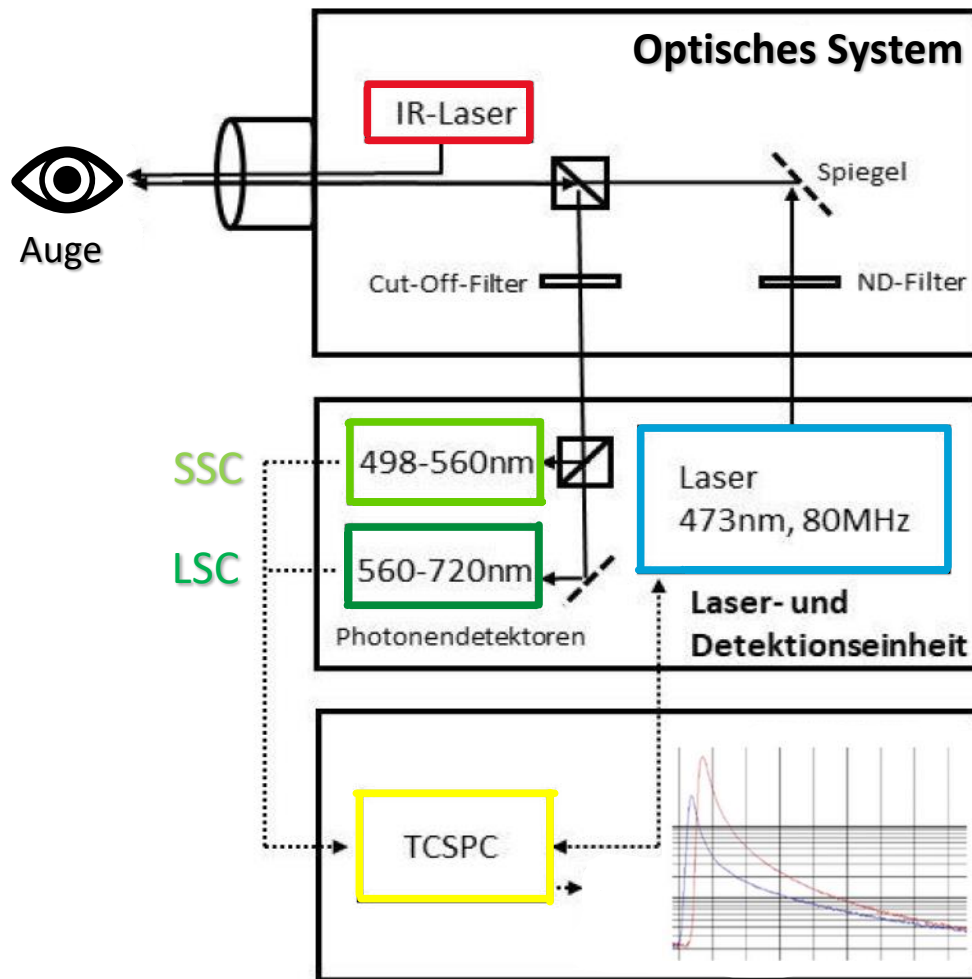 Optisches System
IR-Laser
Spiegel
Auge
Cut-Off-Filter
ND-Filter
SSC
498-560nm
Laser
473nm, 80MHz
LSC
560-720nm
Photonendetektoren
Laser- und
Detektionseinheit
TCSPC